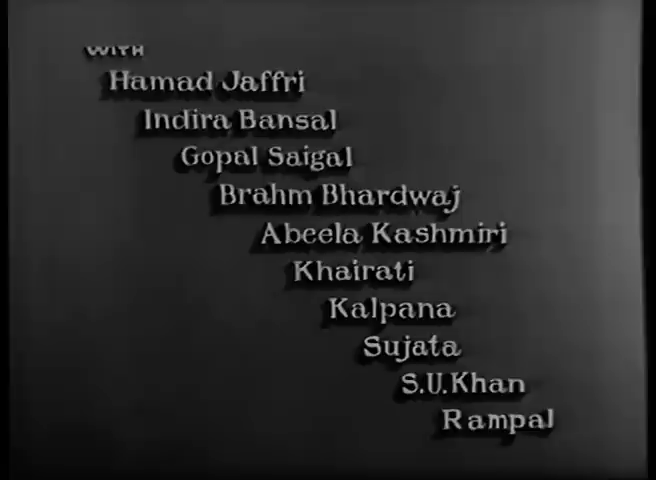 WITH
Hamad Jaffri
Indira Bansal
Gopal Saigal
Brahm Bhardwaj
Abeela Kashmiri
Khairati
Kalpana
Sujata
S.U.Khan
Rampal